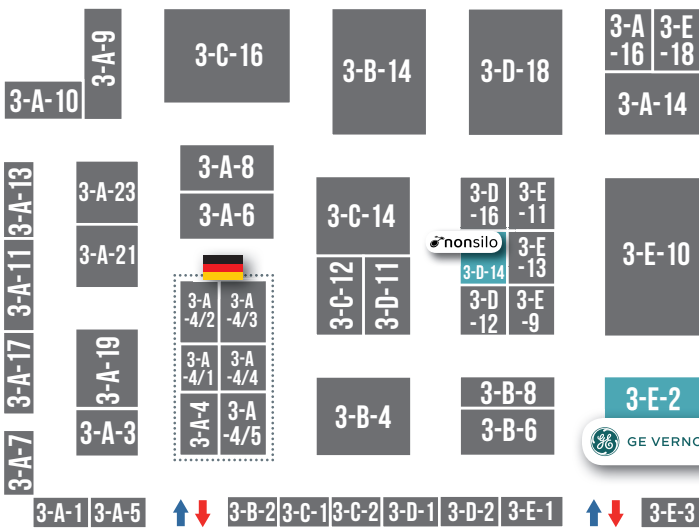 3-A-9
3-C-16
3-B-14
3-D-18
3-A
-16
3-E
-18
3-A-10
3-A-14
3-A-13
3-A-23
3-A-8
3-A-6
3-C-14
3-D
-16
3-E
-11
nonsilo
3-D-14
3-E
-13
3-E-10
3-A-11
3-A-21
3-A
-4/2
3-A
-4/3
3-C-12
3-D-11
3-D
-12
3-E
-9
3-A-17
3-A-19
3-A
-4/1
3-A
-4/4
3-A-4
3-A
-4/5
3-B-4
3-B-8
3-B-6
3-E-2
GE VERNO
3-A-7
3-A-3
3-A-1
3-A-5
3-B-2
3-C-1
3-C-2
3-D-1
3-D-2
3-E-1
3-E-3